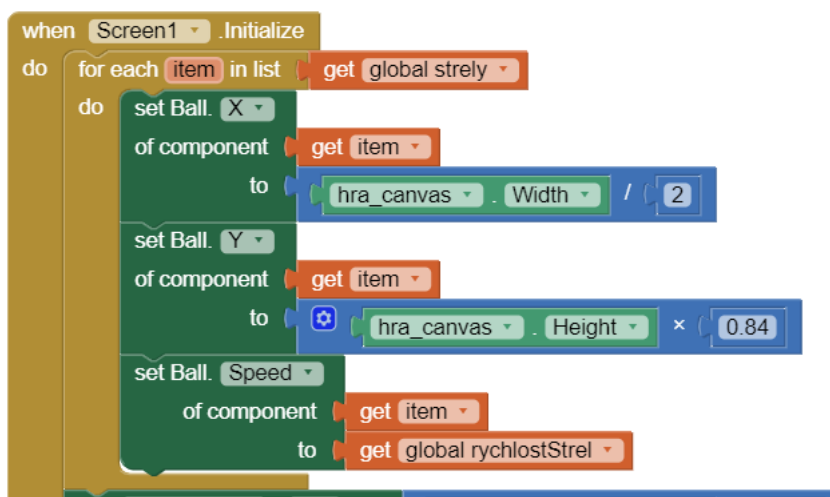 when Screen1 .Initialize
do for each item in list get global strely
do set Ball. X
of component get item
to hra_canvas . Width / 2
set Ball. Y
of component get item
to hra_canvas . Height × 0.84
set Ball. Speed
of component get item
to get global rychlostStrel